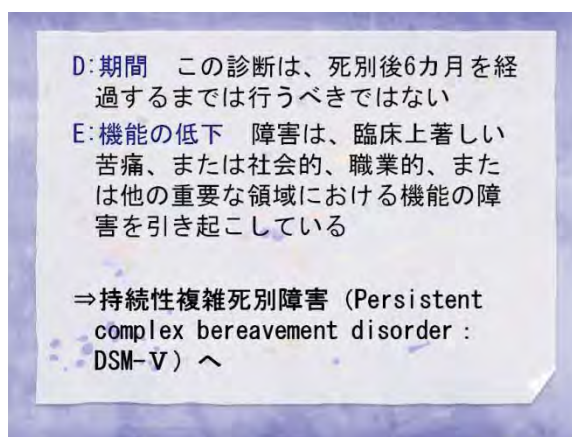 D:期間　この診断は、死別後6カ月を経
過するまでは行うべきではない
E:機能の低下　障害は、臨床上著しい
苦痛、または社会的、職業的、また
は他の重要な領域における機能の障
害を引き起こしている
⇒持続性複雑死別障害（Persistent
complex bereavement disorder：
DSM-Ⅴ）へ